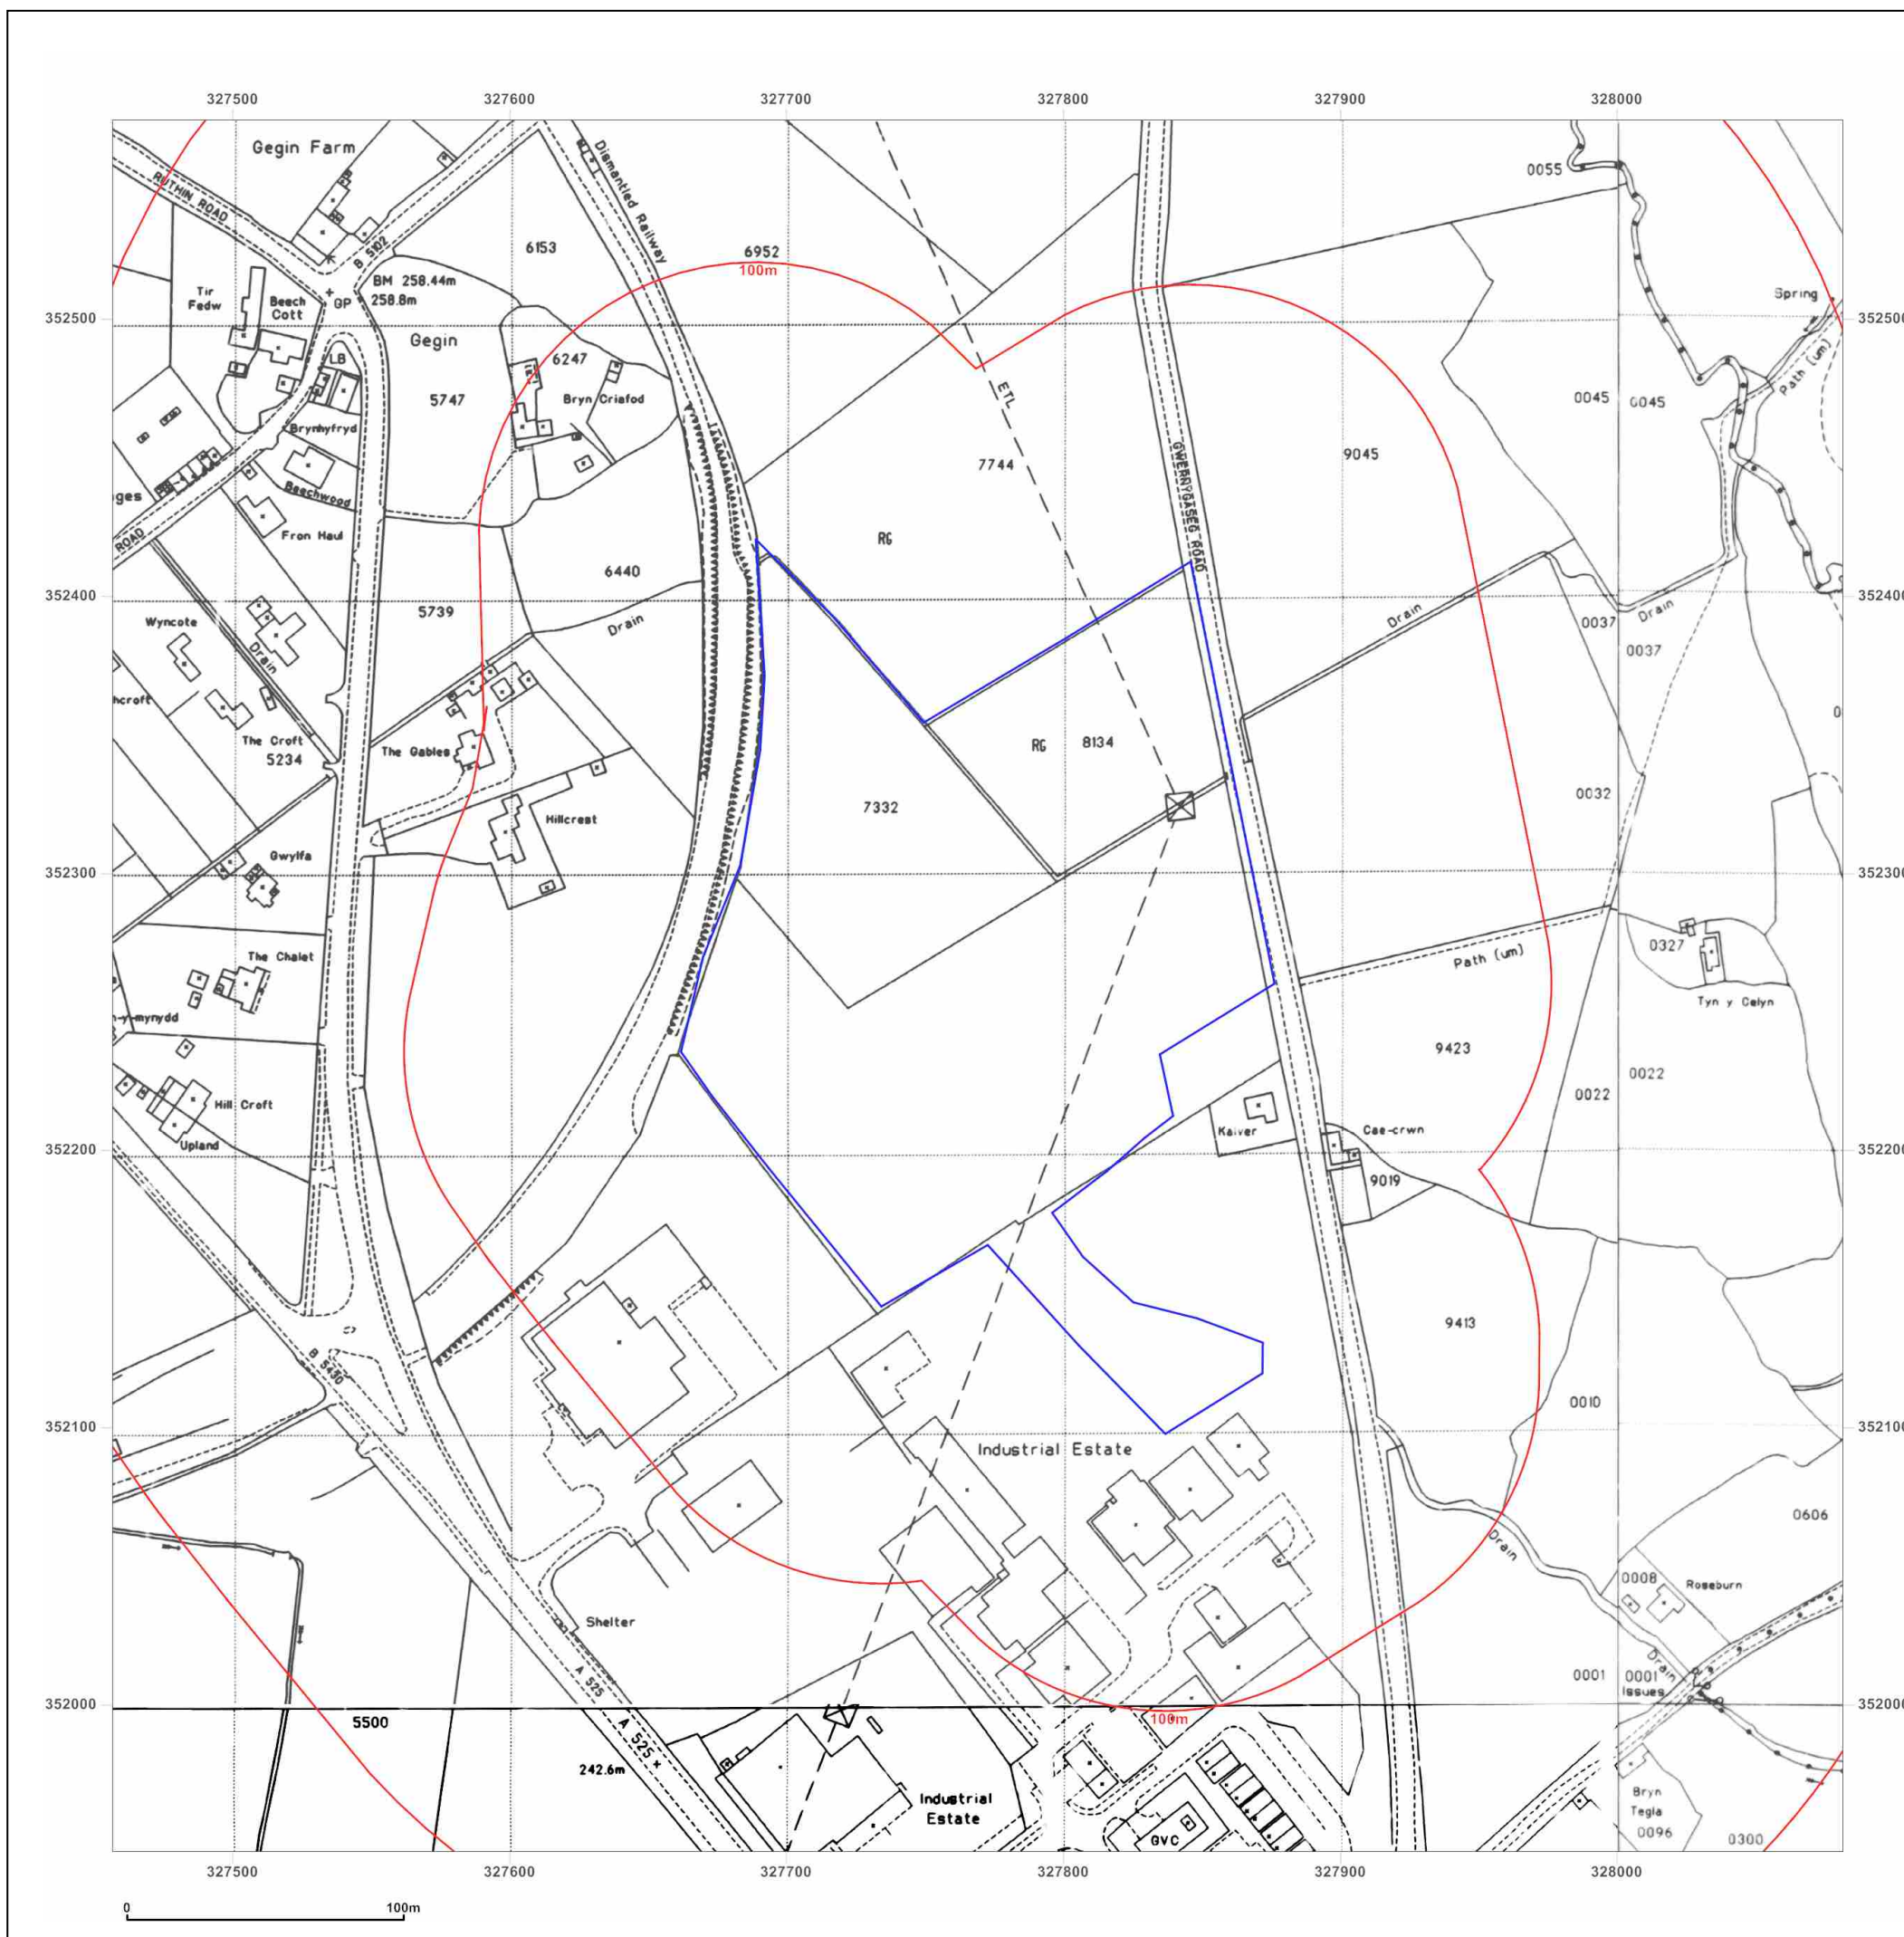 327500
327600
327700
327800
327900
328000
Gegin Farm
RUTHIN ROAD
B 5102
Dismantled Railway
6153
6952
100m
0055
BM 258.44m
GP
258.8m
Tir
Fedw
Beech
Cott
Spring
352500
Gegin
LB
6247
Path (um)
ETL
5747
Bryn Criafod
0045
0045
Brynhyfryd
7744
9045
Beechwood
ROAD
Fron Haul
RG
6440
352400
5739
Drain
Drain
Drain
0037
0037
Wyncote
Drain
The Croft
5234
The Gables
RG
8134
7332
0032
Hillcrest
Gwylfa
352300
The Chalet
0327
Path (um)
Tyn y Celyn
9423
0022
0022
Hill Croft
Kaiver
Cae-crwn
Upland
352200
9019
9413
B 5430
0010
352100
Industrial Estate
0606
Drain
0008
Roseburn
Shelter
Drain
A 525
0001
0001
Issues
352000
352000
5500
100m
A 525
242.6m
Industrial
Estate
GVC
Bryn
Tegla
0096
0300
327500
327600
327700
327800
327900
328000
0
100m